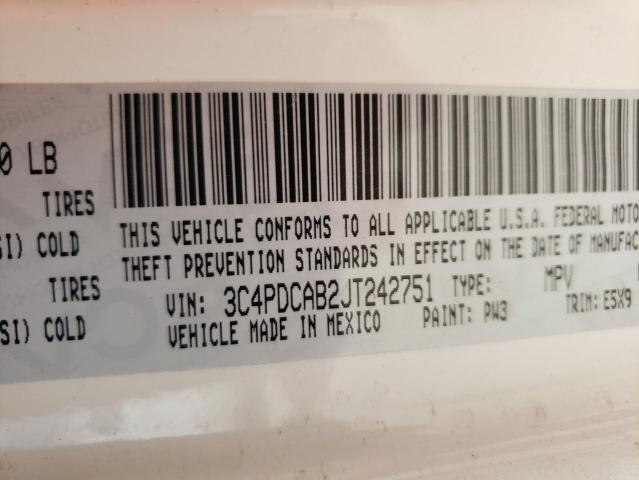 0 LB
TIRES
SI) COLD
TIRES
SI) COLD
THIS VEHICLE CONFORMS TO ALL APPLICABLE U.S.A. FEDERAL MOTO
THEFT PREVENTION STANDARDS IN EFFECT ON THE DATE OF MANUFAC
VIN: 3C4PDCAB2JT242751 TYPE: MPV
VEHICLE MADE IN MEXICO PAINT: PW3 TRIM: E5X9